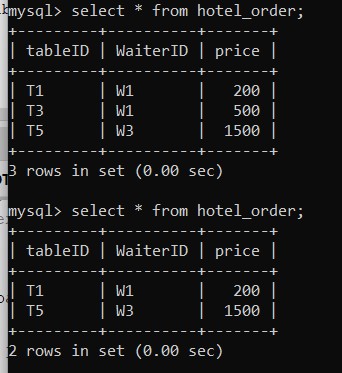 mysql> select * from hotel_order;
+---------+----------+-------+
| tableID | WaiterID | price |
+---------+----------+-------+
| T1      | W1       |   200 |
| T3      | W1       |   500 |
| T5      | W3       |  1500 |
+---------+----------+-------+
3 rows in set (0.00 sec)
mysql> select * from hotel_order;
+---------+----------+-------+
| tableID | WaiterID | price |
+---------+----------+-------+
| T1      | W1       |   200 |
| T5      | W3       |  1500 |
+---------+----------+-------+
2 rows in set (0.00 sec)